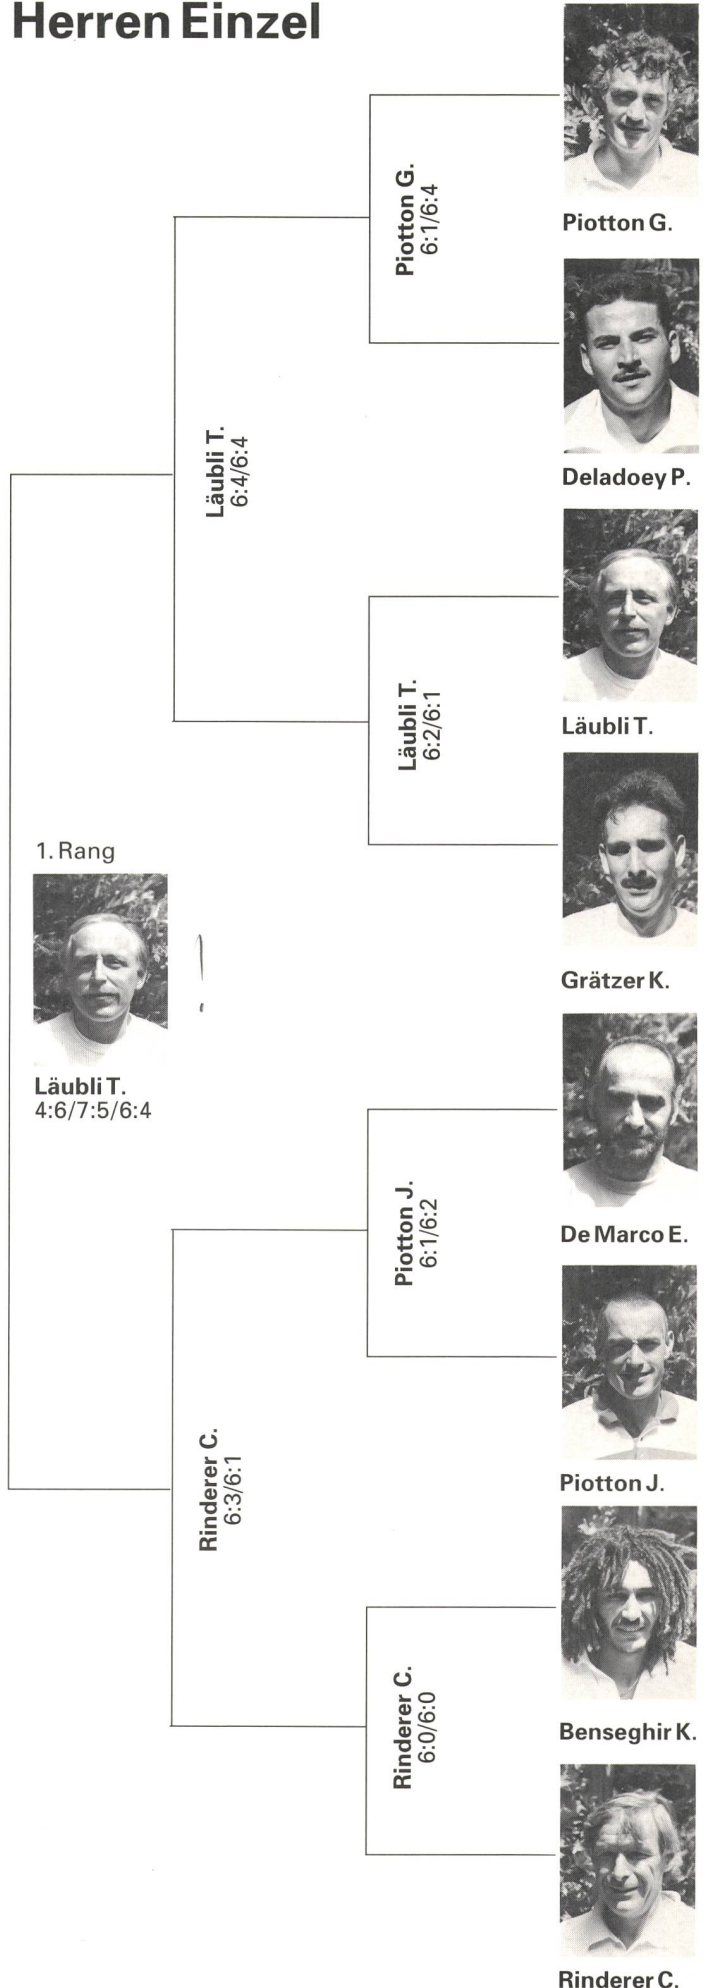 Herren Einzel
Piotton G.
6:1/6:4
Piotton G.
Deladoey P.
Läubli T.
6:4/6:4
Läubli T.
6:2/6:1
Läubli T.
Grätzer K.
1. Rang
Läubli T.
4:6/7:5/6:4
De Marco E.
Piotton J.
6:1/6:2
Piotton J.
Rinderer C.
6:3/6:1
Rinderer C.
6:0/6:0
Benseghir K.
Rinderer C.